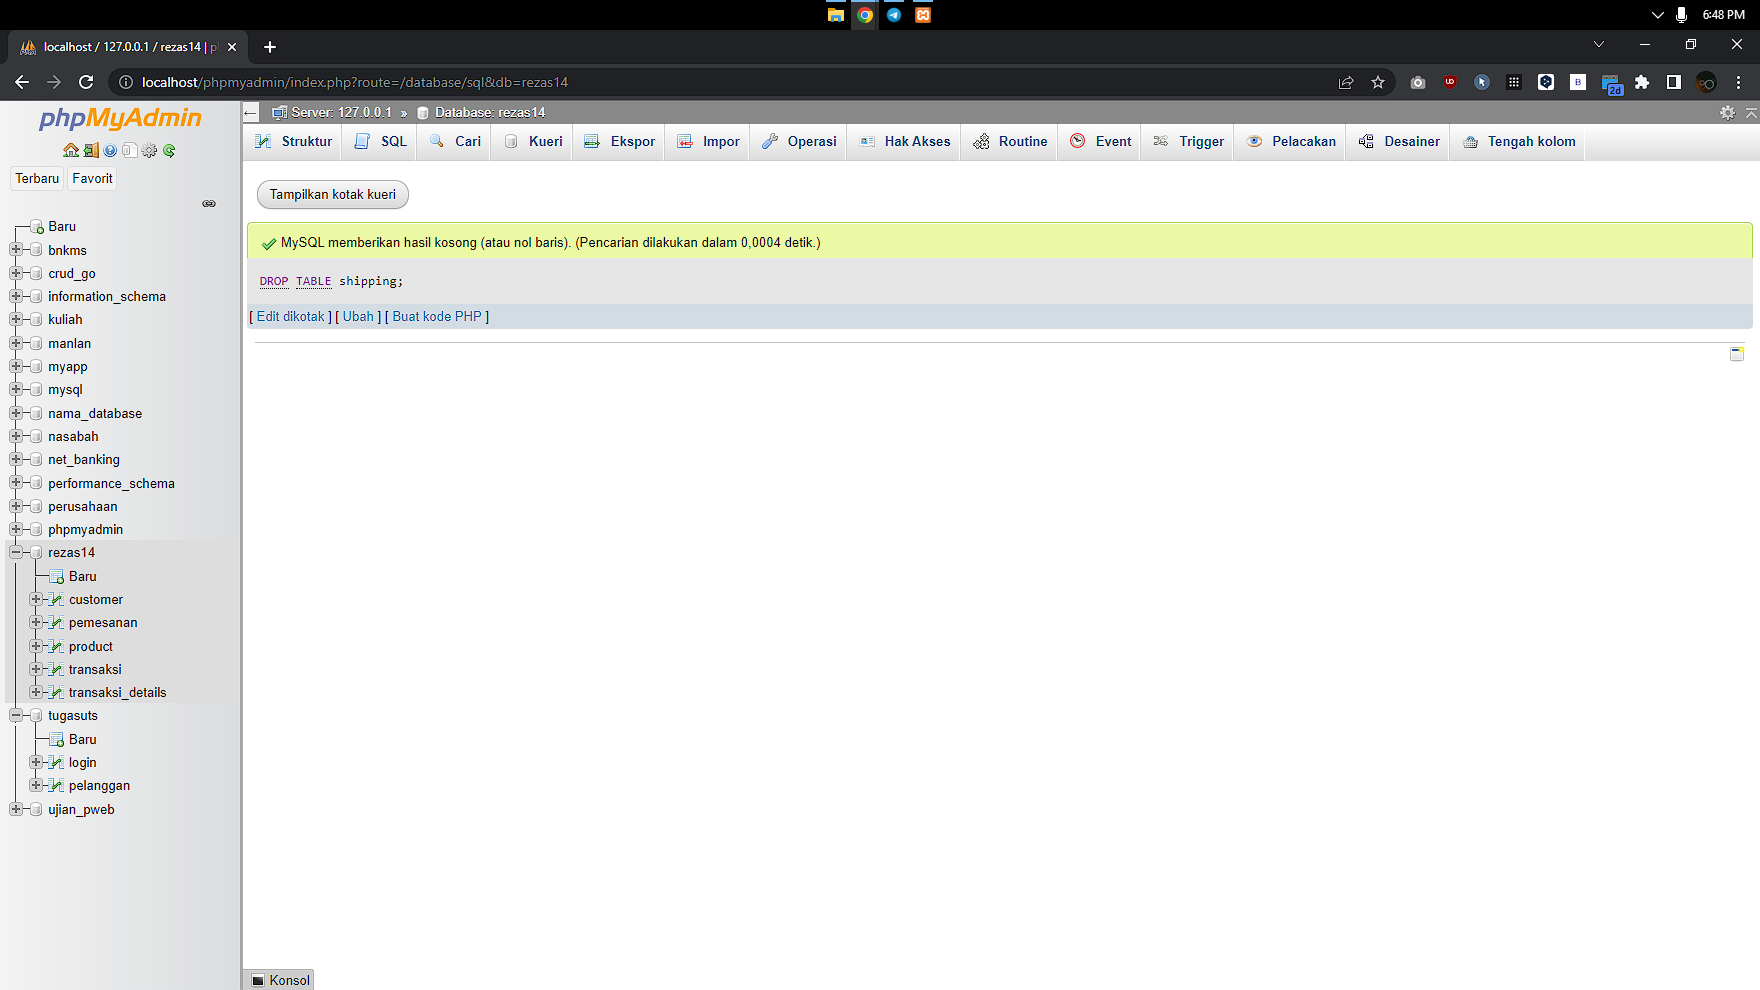 6:48 PM
localhost / 127.0.0.1 / rezas14 | p
localhost/phpmyadmin/index.php?route=/database/sql&db=rezas14
UD
B
2d
phpMyAdmin
Terbaru Favorit
Baru
bnkms
crud_go
information_schema
kuliah
manlan
myapp
mysql
nama_database
nasabah
net_banking
performance_schema
perusahaan
phpmyadmin
rezas14
Baru
customer
pemesanan
product
transaksi
transaksi_details
tugasuts
Baru
login
pelanggan
ujian_pweb
Server: 127.0.0.1 » Database: rezas14
Struktur SQL Cari Kueri Ekspor Impor Operasi Hak Akses Routine Event Trigger Pelacakan Desainer Tengah kolom
Tampilkan kotak kueri
MySQL memberikan hasil kosong (atau nol baris). (Pencarian dilakukan dalam 0,0004 detik.)
DROP TABLE shipping;
[ Edit dikotak ] [ Ubah ] [ Buat kode PHP ]
Konsol